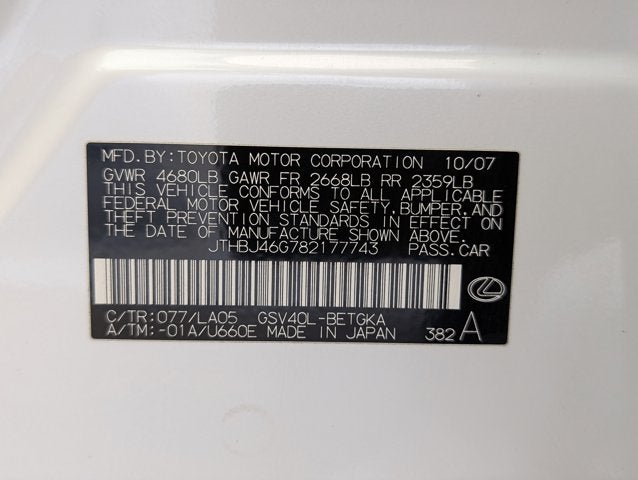 MFD. BY: TOYOTA MOTOR CORPORATION 10/07
GVWR 4680LB GAWR FR 2668LB RR 2359LB
THIS VEHICLE CONFORMS TO ALL APPLICABLE
FEDERAL MOTOR VEHICLE SAFETY, BUMPER, AND
THEFT PREVENTION STANDARDS IN EFFECT ON
THE DATE OF MANUFACTURE SHOWN ABOVE.
JTHBJ46G782177743 PASS. CAR
C/TR: 077/LA05 GSV40L-BETGKA
A/TM: -01A/U660E MADE IN JAPAN 382 A